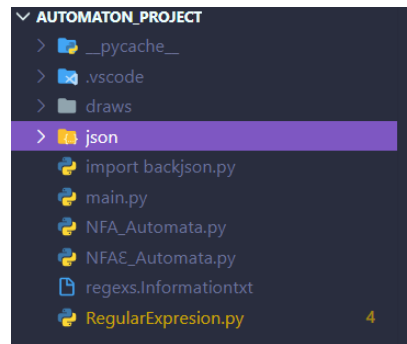 AUTOMATON_PROJECT
__pycache__
.vscode
draws
json
import backjson.py
main.py
NFA_Automata.py
NFAƐ_Automata.py
regexs.Informationtxt
RegularExpresion.py 4